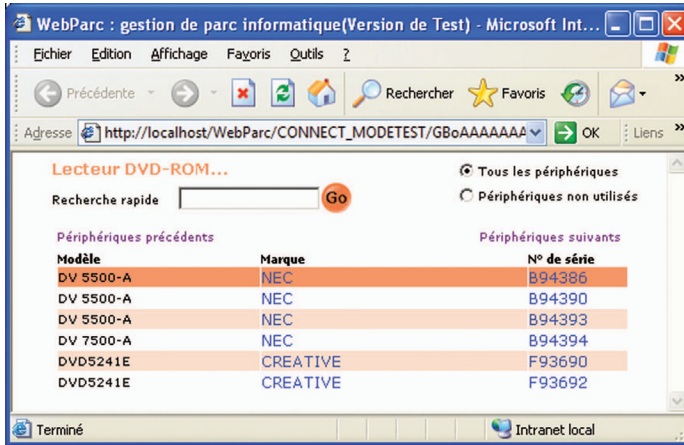 WebParc : gestion de parc informatique(Version de Test) - Microsoft Int...
Fichier Edition Affichage Favoris Outils ?
Précédente Rechercher Favoris »
Adresse http://localhost/WebParc/CONNECT_MODETEST/GBoAAAAAAA OK Liens »
Lecteur DVD-ROM... Tous les périphériques
Recherche rapide Go Périphériques non utilisés
Périphériques précédents Périphériques suivants
Modèle Marque N° de série
DV 5500-A NEC B94386
DV 5500-A NEC B94390
DV 5500-A NEC B94393
DV 7500-A NEC B94394
DVD5241E CREATIVE F93690
DVD5241E CREATIVE F93692
Terminé Intranet local